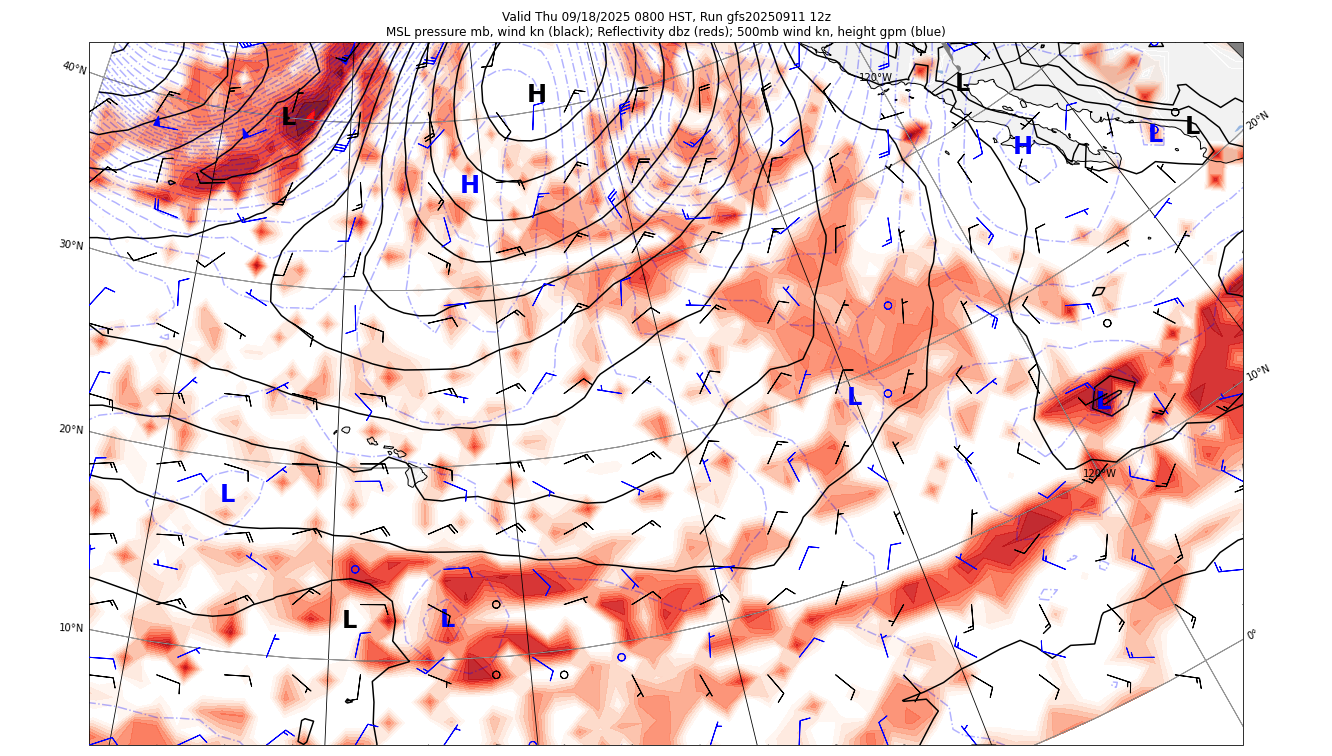 Valid Thu 09/18/2025 0800 HST, Run gfs20250911 12z
MSL pressure mb, wind kn (black); Reflectivity dbz (reds); 500mb wind kn, height gpm (blue)
40°N
120°W
20°N
H
L
L
L
L
H
H
30°N
10°N
L
L
20°N
120°W
L
L
L
10°N
0°